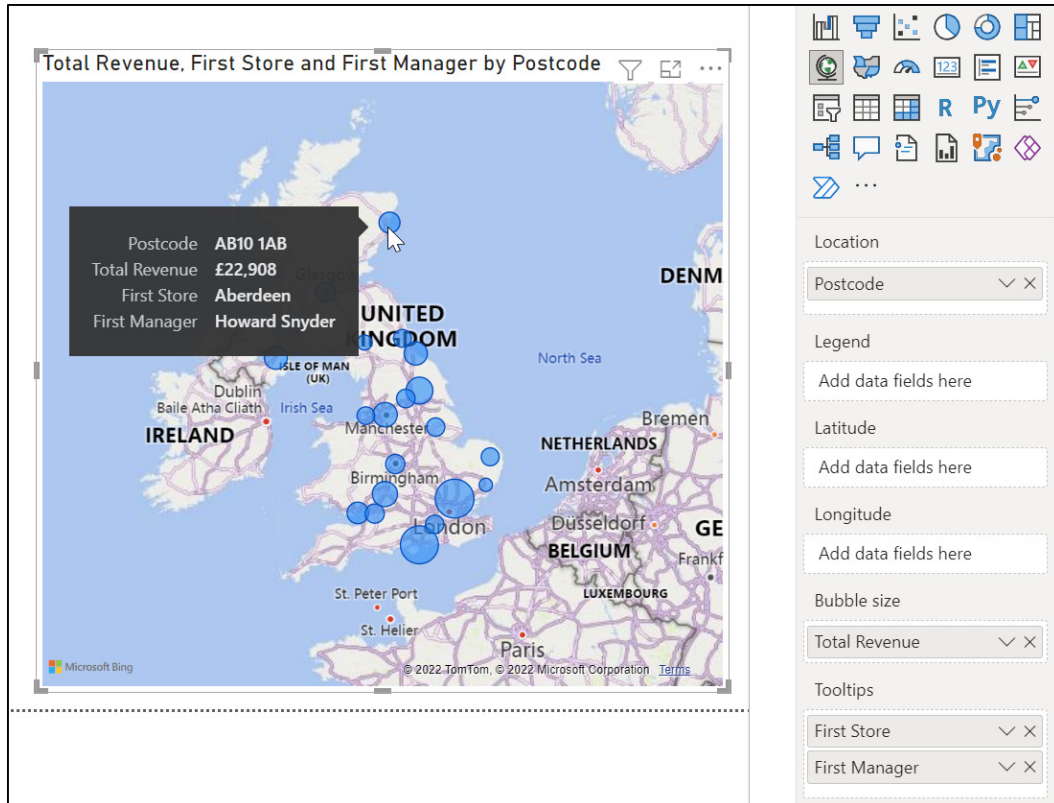 Total Revenue, First Store and First Manager by Postcode
Postcode AB10 1AB
Total Revenue £22,908
First Store Aberdeen
First Manager Howard Snyder
Glasgow
UNITED
KINGDOM
DENM
ISLE OF MAN
(UK)
North Sea
Dublin
Baile Atha Cliath
Irish Sea
IRELAND
Manchester
Bremen
NETHERLANDS
Birmingham
Amsterdam
London
Düsseldorf
GE
BELGIUM
Frankf
St. Peter Port
LUXEMBOURG
St. Helier
Paris
Microsoft Bing
© 2022 TomTom, © 2022 Microsoft Corporation Terms
123
R Py
Location
Postcode
Legend
Add data fields here
Latitude
Add data fields here
Longitude
Add data fields here
Bubble size
Total Revenue
Tooltips
First Store
First Manager